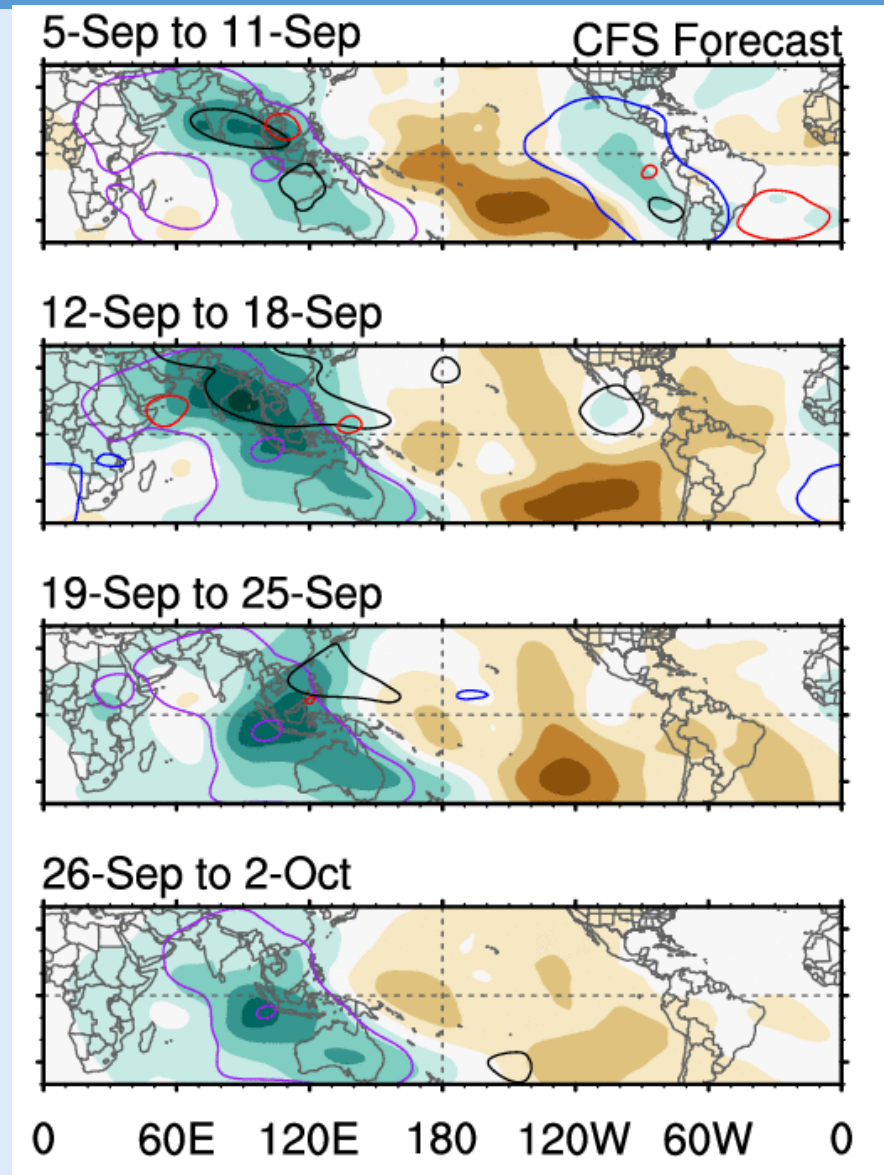 5-Sep to 11-Sep CFS Forecast
12-Sep to 18-Sep
19-Sep to 25-Sep
26-Sep to 2-Oct
0 60E 120E 180 120W 60W 0